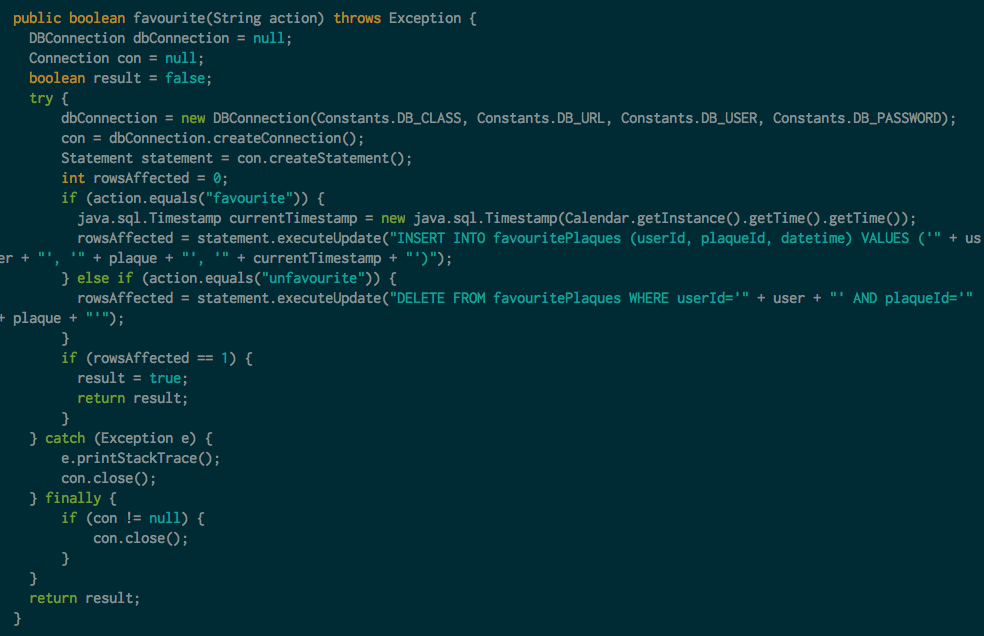 public boolean favourite(String action) throws Exception {
DBConnection dbConnection = null;
Connection con = null;
boolean result = false;
try {
dbConnection = new DBConnection(Constants.DB_CLASS, Constants.DB_URL, Constants.DB_USER, Constants.DB_PASSWORD);
con = dbConnection.createConnection();
Statement statement = con.createStatement();
int rowsAffected = 0;
if (action.equals("favourite")) {
java.sql.Timestamp currentTimestamp = new java.sql.Timestamp(Calendar.getInstance().getTime().getTime());
rowsAffected = statement.executeUpdate("INSERT INTO favouritePlaques (userId, plaqueId, datetime) VALUES ('" + us
er + "', '" + plaque + "', '" + currentTimestamp + "')");
} else if (action.equals("unfavourite")) {
rowsAffected = statement.executeUpdate("DELETE FROM favouritePlaques WHERE userId='" + user + "' AND plaqueId='"
+ plaque + "'");
}
if (rowsAffected == 1) {
result = true;
return result;
}
} catch (Exception e) {
e.printStackTrace();
con.close();
} finally {
if (con != null) {
con.close();
}
}
return result;
}